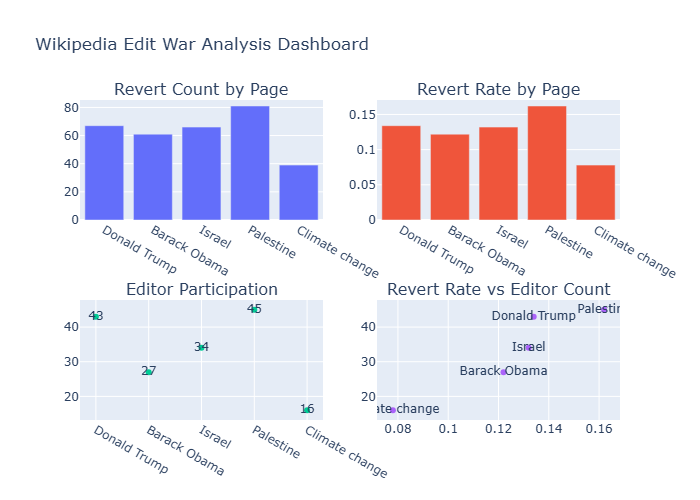 Wikipedia Edit War Analysis Dashboard
Revert Count by Page
80
60
40
20
0
Donald Trump
Barack Obama
Israel
Palestine
Climate change
Revert Rate by Page
0.15
0.1
0.05
0
Donald Trump
Barack Obama
Israel
Palestine
Climate change
Editor Participation
40
30
20
43
27
34
45
16
Donald Trump
Barack Obama
Israel
Palestine
Climate change
Revert Rate vs Editor Count
40
30
20
Palestin
Donald Trump
Israel
Barack Obama
ate change
0.08
0.1
0.12
0.14
0.16